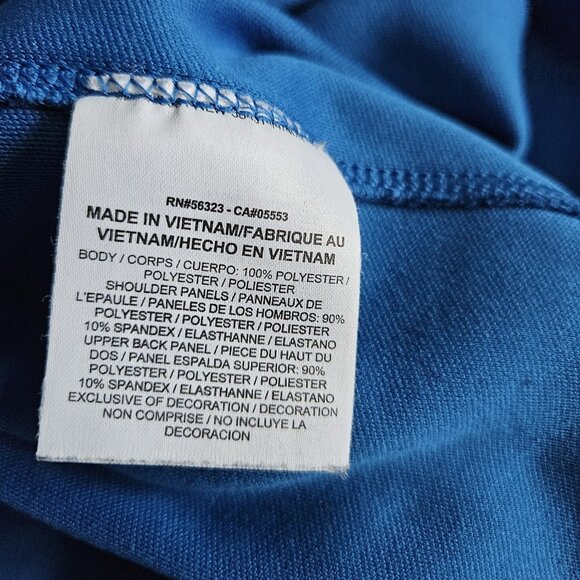 RN#56323 - CA#05553
MADE IN VIETNAM/FABRIQUE AU
VIETNAM/HECHO EN VIETNAM
BODY / CORPS / CUERPO: 100% POLYESTER /
POLYESTER / POLIESTER
SHOULDER PANELS / PANNEAUX DE
L'EPAULE / PANELES DE LOS HOMBROS: 90%
POLYESTER / POLYESTER / POLIESTER
10% SPANDEX / ELASTHANNE / ELASTANO
UPPER BACK PANEL / PIECE DU HAUT DU
DOS / PANEL ESPALDA SUPERIOR: 90%
POLYESTER / POLYESTER / POLIESTER
10% SPANDEX / ELASTHANNE / ELASTANO
EXCLUSIVE OF DECORATION / DECORATION
NON COMPRISE / NO INCLUYE LA
DECORACION